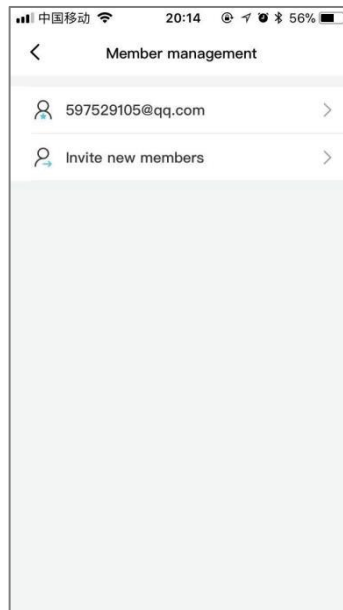 中国移动 20:14 56%
Member management
597529105@qq.com
Invite new members